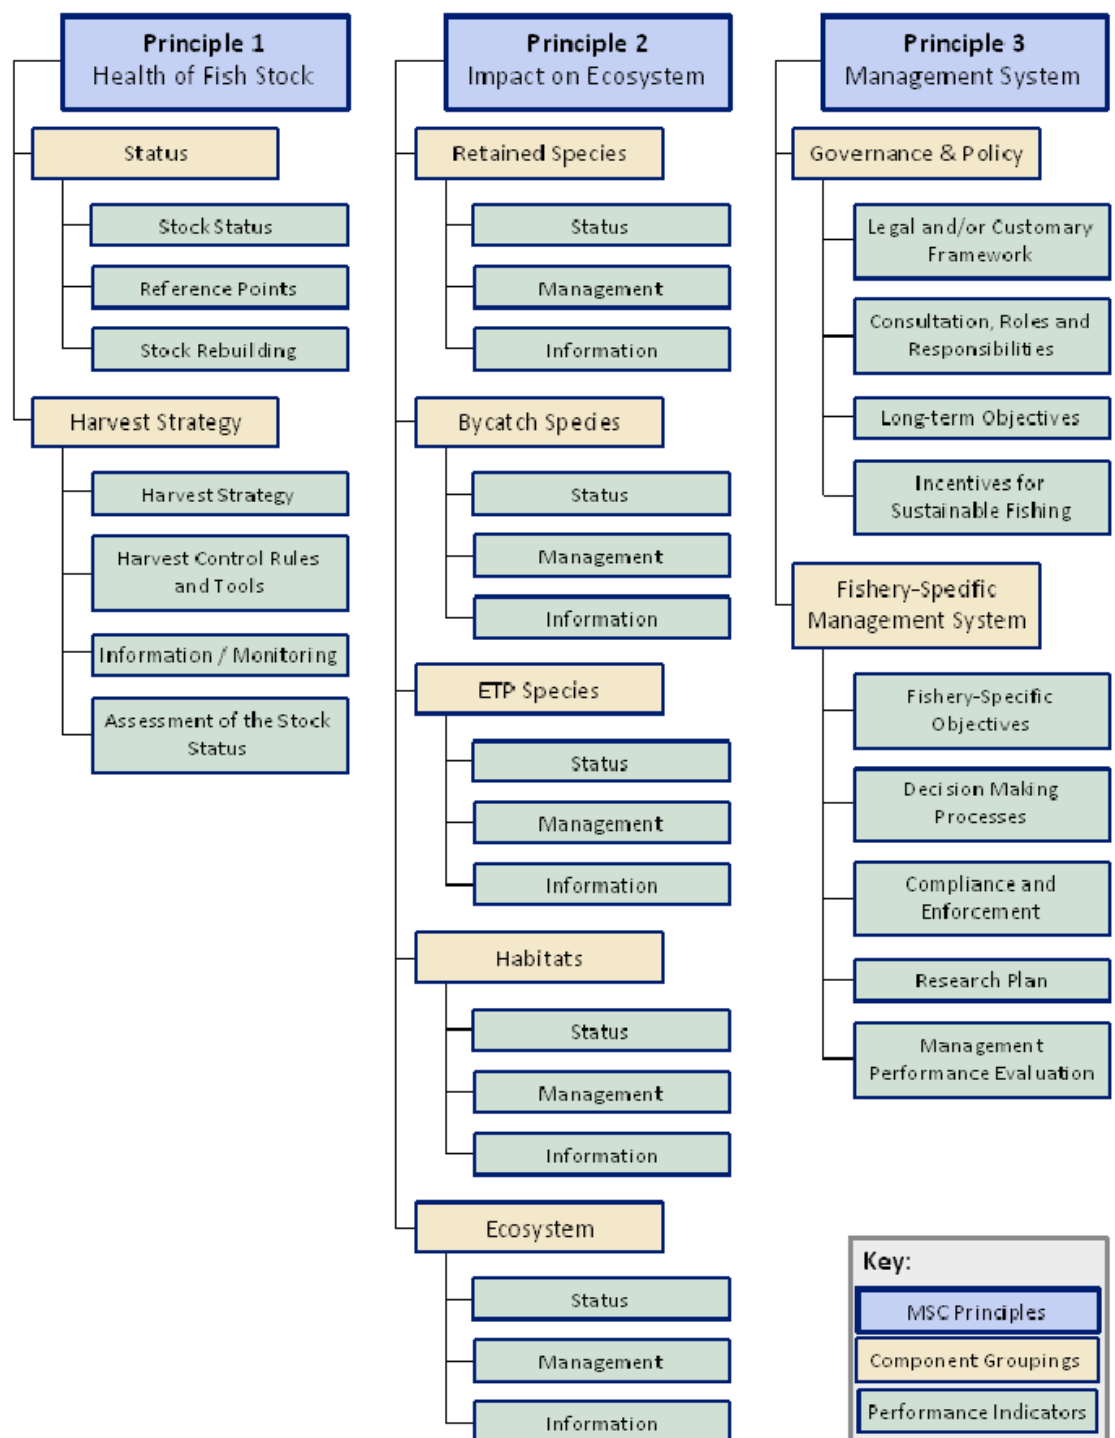 Principle 1
Health of Fish Stock
Status
Stock Status
Reference Points
Stock Rebuilding
Harvest Strategy
Harvest Strategy
Harvest Control Rules
and Tools
Information / Monitoring
Assessment of the Stock
Status
Principle 2
Impact on Ecosystem
Retained Species
Status
Management
Information
Bycatch Species
Status
Management
Information
ETP Species
Status
Management
Information
Habitats
Status
Management
Information
Ecosystem
Status
Management
Information
Principle 3
Management System
Governance & Policy
Legal and/or Customary
Framework
Consultation, Roles and
Responsibilities
Long-term Objectives
Incentives for
Sustainable Fishing
Fishery-Specific
Management System
Fishery-Specific
Objectives
Decision Making
Processes
Compliance and
Enforcement
Research Plan
Management
Performance Evaluation
Key:
MSC Principles
Component Groupings
Performance Indicators